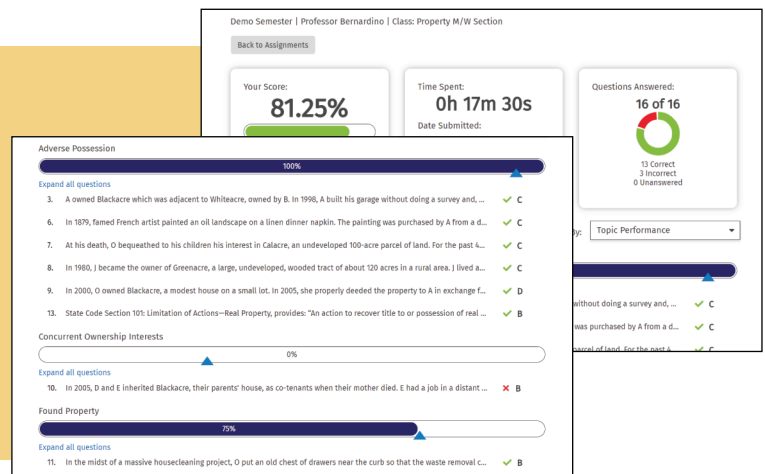 Demo Semester | Professor Bernardino | Class: Property M/W Section
Back to Assignments
Your Score:
81.25%
Time Spent:
0h 17m 30s
Date Submitted:
Questions Answered:
16 of 16
13 Correct
3 Incorrect
0 Unanswered
Topic Performance
without doing a survey and, ... C
was purchased by A from a d... C
parcel of land. For the past 4... C
Adverse Possession
100%
Expand all questions
3. A owned Blackacre which was adjacent to Whiteacre, owned by B. In 1998, A built his garage without doing a survey and, ... C
6. In 1879, famed French artist painted an oil landscape on a linen dinner napkin. The painting was purchased by A from a d... C
7. At his death, O bequeathed to his children his interest in Calacre, an undeveloped 100-acre parcel of land. For the past 4... C
8. In 1980, J became the owner of Greenacre, a large, undeveloped, wooded tract of about 120 acres in a rural area. J lived a... C
9. In 2000, O owned Blackacre, a modest house on a small lot. In 2005, she properly deeded the property to A in exchange f... D
13. State Code Section 101: Limitation of Actions—Real Property, provides: "An action to recover title to or possession of real ... B
Concurrent Ownership Interests
0%
Expand all questions
10. In 2005, D and E inherited Blackacre, their parents' house, as co-tenants when their mother died. E had a job in a distant ... B
Found Property
75%
Expand all questions
11. In the midst of a massive housecleaning project, O put an old chest of drawers near the curb so that the waste removal c... B